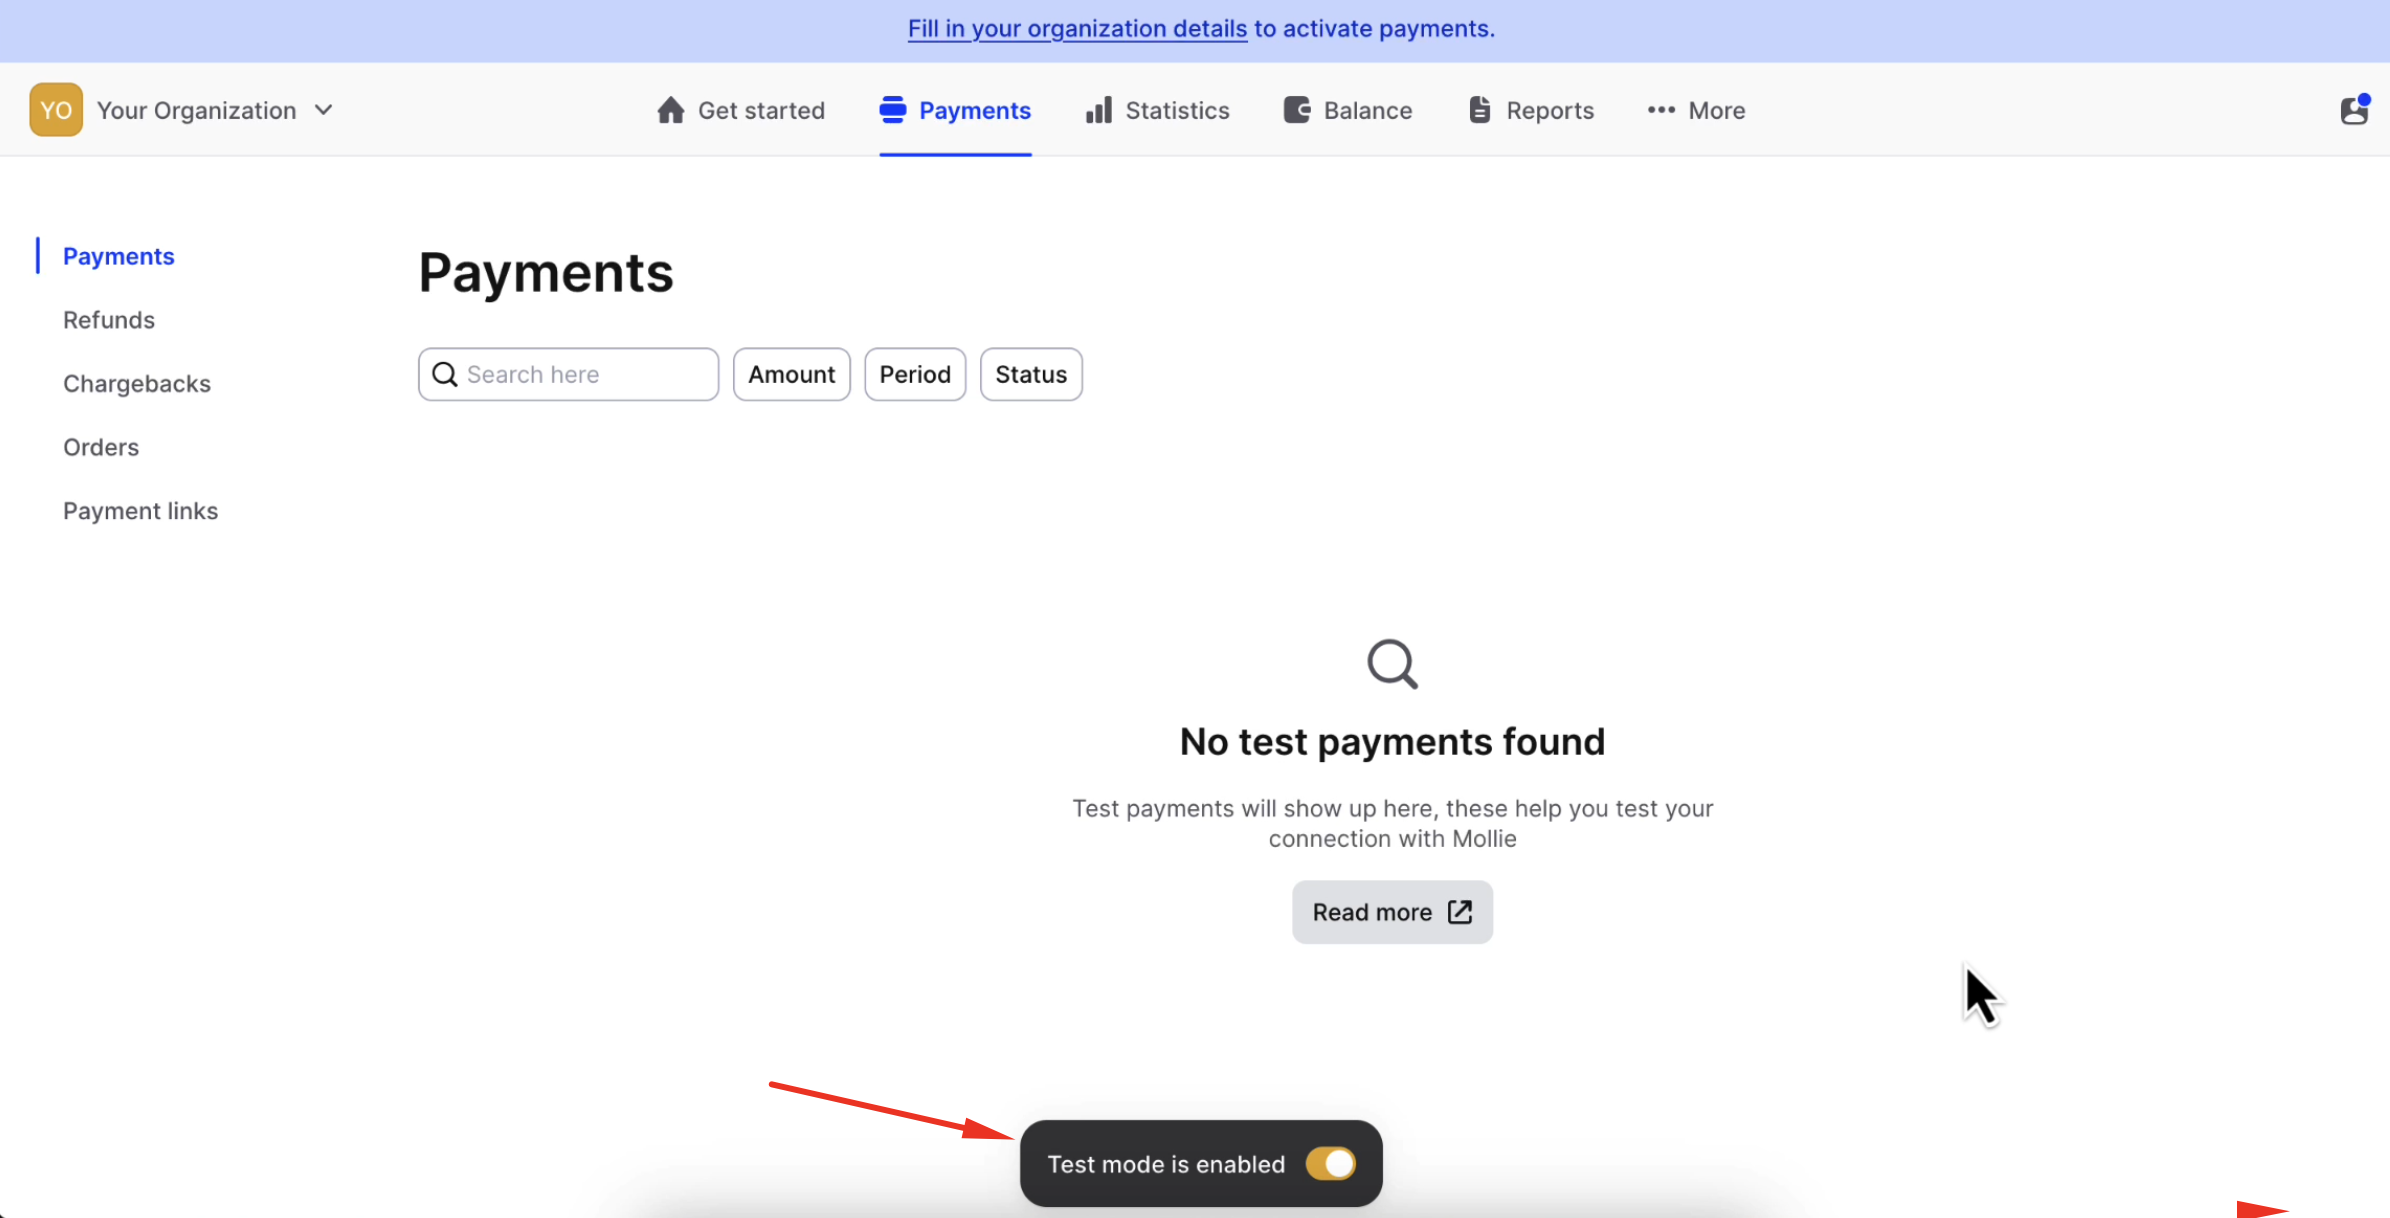 Fill in your organization details to activate payments.
YO Your Organization
Get started
Payments
Statistics
Balance
Reports
More
Payments
Refunds
Chargebacks
Orders
Payment links
Payments
Search here
Amount
Period
Status
No test payments found
Test payments will show up here, these help you test your
connection with Mollie
Read more
Test mode is enabled